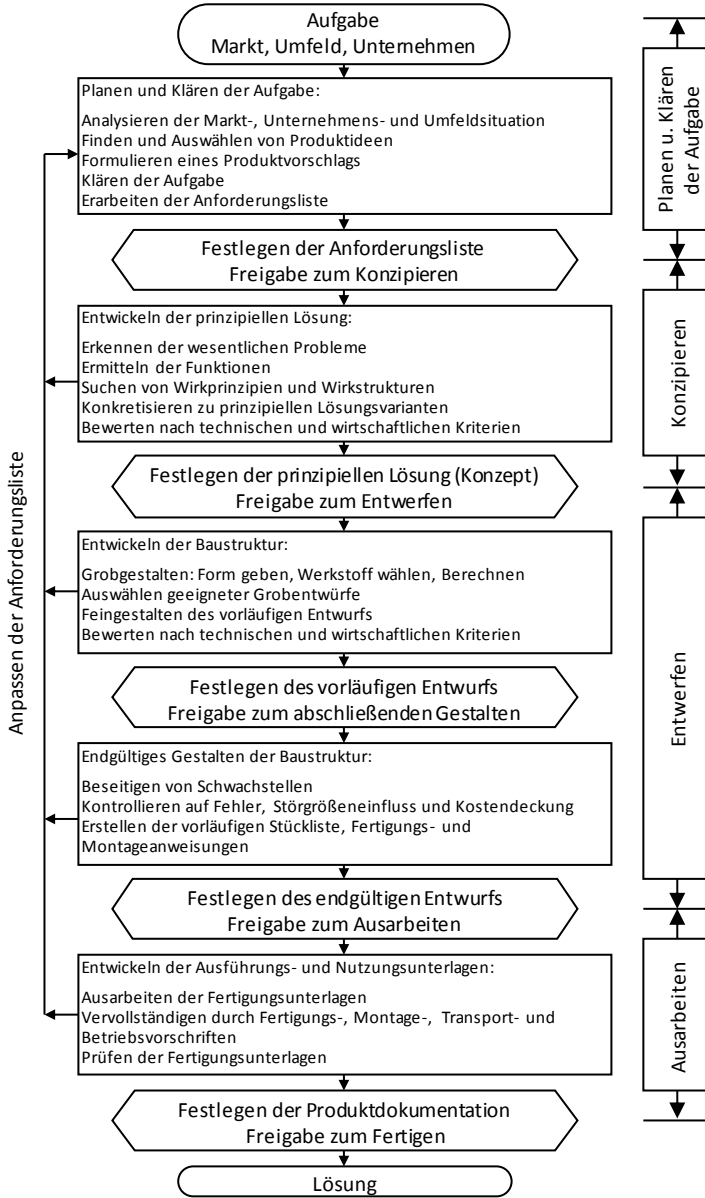 Aufgabe
Markt, Umfeld, Unternehmen
Planen und Klären der Aufgabe:
Analysieren der Markt-, Unternehmens- und Umfeldsituation
Finden und Auswählen von Produktideen
Formulieren eines Produktvorschlags
Klären der Aufgabe
Erarbeiten der Anforderungsliste
Festlegen der Anforderungsliste
Freigabe zum Konzipieren
Entwickeln der prinzipiellen Lösung:
Erkennen der wesentlichen Probleme
Ermitteln der Funktionen
Suchen von Wirkprinzipien und Wirkstrukturen
Konkretisieren zu prinzipiellen Lösungsvarianten
Bewerten nach technischen und wirtschaftlichen Kriterien
Festlegen der prinzipiellen Lösung (Konzept)
Freigabe zum Entwerfen
Entwickeln der Baustruktur:
Grobgestalten: Form geben, Werkstoff wählen, Berechnen
Auswählen geeigneter Grobentwürfe
Feingestalten des vorläufigen Entwurfs
Bewerten nach technischen und wirtschaftlichen Kriterien
Festlegen des vorläufigen Entwurfs
Freigabe zum abschließenden Gestalten
Endgültiges Gestalten der Baustruktur:
Beseitigen von Schwachstellen
Kontrollieren auf Fehler, Störgrößeneinfluss und Kostendeckung
Erstellen der vorläufigen Stückliste, Fertigungs- und
Montageanweisungen
Festlegen des endgültigen Entwurfs
Freigabe zum Ausarbeiten
Entwickeln der Ausführungs- und Nutzungsunterlagen:
Ausarbeiten der Fertigungsunterlagen
Vervollständigen durch Fertigungs-, Montage-, Transport- und
Betriebsvorschriften
Prüfen der Fertigungsunterlagen
Festlegen der Produktdokumentation
Freigabe zum Fertigen
Lösung
Anpassen der Anforderungsliste
Planen u. Klären
der Aufgabe
Konzipieren
Entwerfen
Ausarbeiten